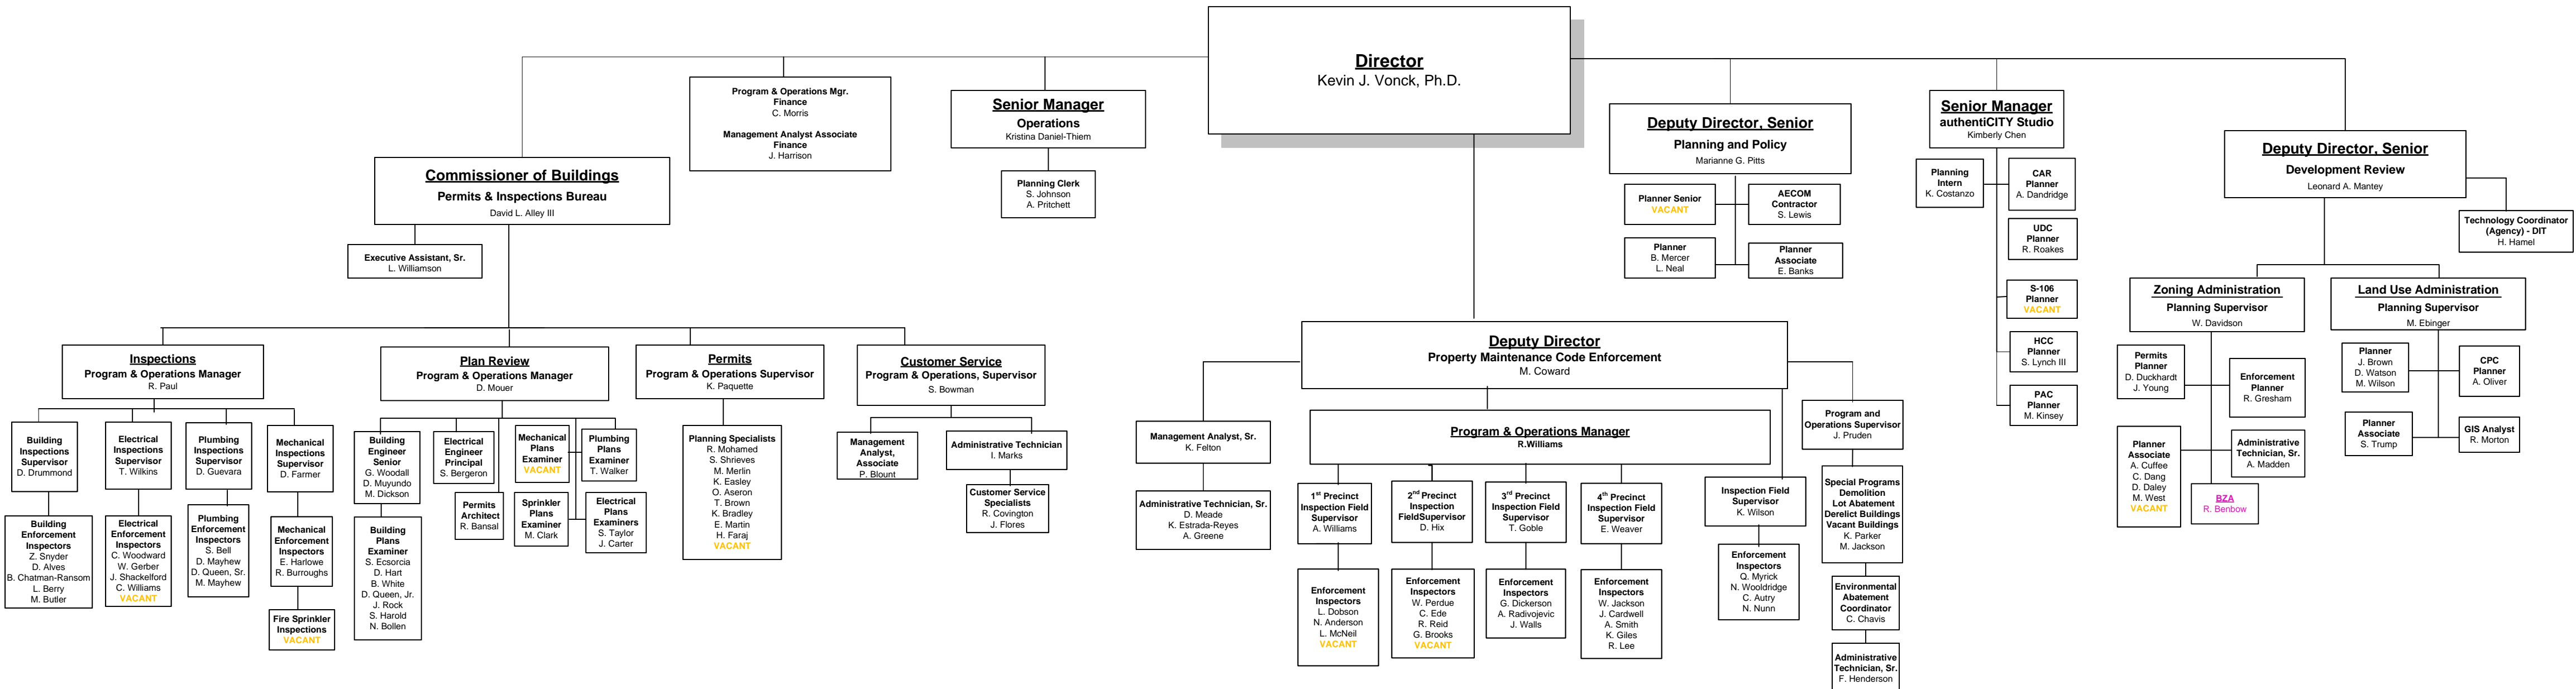 Director
Kevin J. Vonck, Ph.D.
Program & Operations Mgr.
Finance
C. Morris
Management Analyst Associate
Finance
J. Harrison
Senior Manager
Operations
Kristina Daniel-Thiem
Planning Clerk
S. Johnson
A. Pritchett
Commissioner of Buildings
Permits & Inspections Bureau
David L. Alley III
Executive Assistant, Sr.
L. Williamson
Inspections
Program & Operations Manager
R. Paul
Building
Inspections
Supervisor
D. Drummond
Building
Enforcement
Inspectors
Z. Snyder
D. Alves
B. Chatman-Ransom
L. Berry
M. Butler
Electrical
Inspections
Supervisor
T. Wilkins
Electrical
Enforcement
Inspectors
C. Woodward
W. Gerber
J. Shackelford
C. Williams
VACANT
Plumbing
Inspections
Supervisor
D. Guevara
Plumbing
Enforcement
Inspectors
S. Bell
D. Mayhew
D. Queen, Sr.
M. Mayhew
Mechanical
Inspections
Supervisor
D. Farmer
Mechanical
Enforcement
Inspectors
E. Harlowe
R. Burroughs
Fire Sprinkler
Inspections
VACANT
Plan Review
Program & Operations Manager
D. Mouer
Building
Engineer
Senior
G. Woodall
D. Muyundo
M. Dickson
Building
Plans
Examiner
S. Ecsorcia
D. Hart
B. White
D. Queen, Jr.
J. Rock
S. Harold
N. Bollen
Electrical
Engineer
Principal
S. Bergeron
Permits
Architect
R. Bansal
Mechanical
Plans
Examiner
VACANT
Plumbing
Plans
Examiner
T. Walker
Sprinkler
Plans
Examiner
M. Clark
Electrical
Plans
Examiners
S. Taylor
J. Carter
Permits
Program & Operations Supervisor
K. Paquette
Planning Specialists
R. Mohamed
S. Shrieves
M. Merlin
K. Easley
O. Aseron
T. Brown
K. Bradley
E. Martin
H. Faraj
VACANT
Customer Service
Program & Operations, Supervisor
S. Bowman
Management
Analyst,
Associate
P. Blount
Administrative Technician
I. Marks
Customer Service
Specialists
R. Covington
J. Flores
Deputy Director
Property Maintenance Code Enforcement
M. Coward
Management Analyst, Sr.
K. Felton
Administrative Technician, Sr.
D. Meade
K. Estrada-Reyes
A. Greene
Program & Operations Manager
R.Williams
1st Precinct
Inspection Field
Supervisor
A. Williams
Enforcement
Inspectors
L. Dobson
N. Anderson
L. McNeil
VACANT
2nd Precinct
Inspection
FieldSupervisor
D. Hix
Enforcement
Inspectors
W. Perdue
C. Ede
R. Reid
G. Brooks
VACANT
3rd Precinct
Inspection Field
Supervisor
T. Goble
Enforcement
Inspectors
G. Dickerson
A. Radivojevic
J. Walls
4th Precinct
Inspection Field
Supervisor
E. Weaver
Enforcement
Inspectors
W. Jackson
J. Cardwell
A. Smith
K. Giles
R. Lee
Inspection Field
Supervisor
K. Wilson
Enforcement
Inspectors
Q. Myrick
N. Wooldridge
C. Autry
N. Nunn
Program and
Operations Supervisor
J. Pruden
Special Programs
Demolition
Lot Abatement
Derelict Buildings
Vacant Buildings
K. Parker
M. Jackson
Environmental
Abatement
Coordinator
C. Chavis
Administrative
Technician, Sr.
F. Henderson
Deputy Director, Senior
Planning and Policy
Marianne G. Pitts
Planner Senior
VACANT
AECOM
Contractor
S. Lewis
Planner
B. Mercer
L. Neal
Planner
Associate
E. Banks
Senior Manager
authentiCITY Studio
Kimberly Chen
Planning
Intern
K. Costanzo
CAR
Planner
A. Dandridge
UDC
Planner
R. Roakes
S-106
Planner
VACANT
HCC
Planner
S. Lynch III
PAC
Planner
M. Kinsey
Deputy Director, Senior
Development Review
Leonard A. Mantey
Technology Coordinator
(Agency) - DIT
H. Hamel
Zoning Administration
Planning Supervisor
W. Davidson
Permits
Planner
D. Duckhardt
J. Young
Enforcement
Planner
R. Gresham
Planner
Associate
A. Cuffee
C. Dang
D. Daley
M. West
VACANT
Administrative
Technician, Sr.
A. Madden
BZA
R. Benbow
Land Use Administration
Planning Supervisor
M. Ebinger
Planner
J. Brown
D. Watson
M. Wilson
CPC
Planner
A. Oliver
Planner
Associate
S. Trump
GIS Analyst
R. Morton